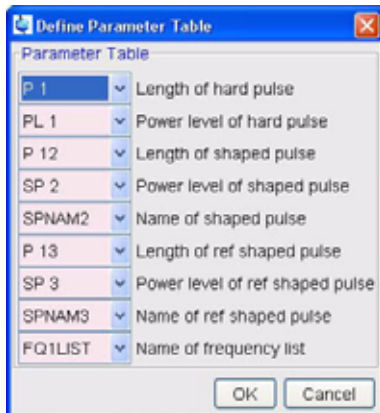 Define Parameter Table
Parameter Table
P 1 Length of hard pulse
PL 1 Power level of hard pulse
P 12 Length of shaped pulse
SP 2 Power level of shaped pulse
SPNAM2 Name of shaped pulse
P 13 Length of ref shaped pulse
SP 3 Power level of ref shaped pulse
SPNAM3 Name of ref shaped pulse
FQ1LIST Name of frequency list
OK Cancel